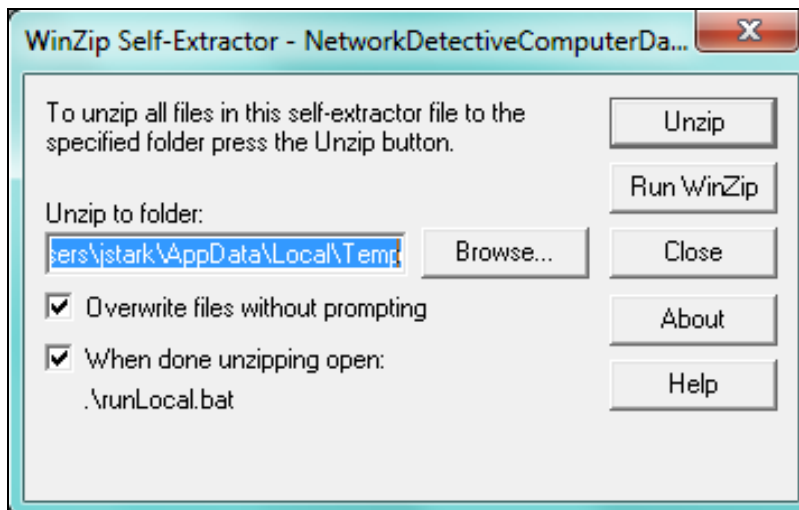 WinZip Self-Extractor - NetworkDetectiveComputerDa...
To unzip all files in this self-extractor file to the
specified folder press the Unzip button.
Unzip to folder:
sers\jstark\AppData\Local\Temp
Browse...
Overwrite files without prompting
When done unzipping open:
.\runLocal.bat
Unzip
Run WinZip
Close
About
Help